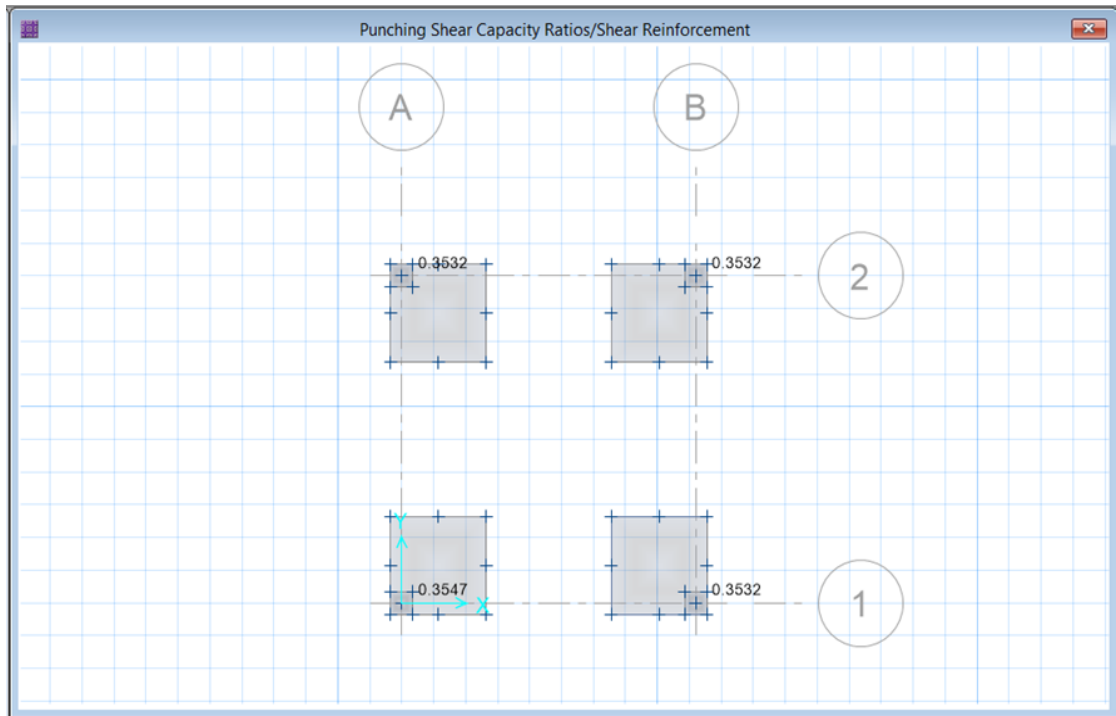 Punching Shear Capacity Ratios/Shear Reinforcement
A B
0.3532 0.3532
2
Y
0.3547 0.3532
X
1